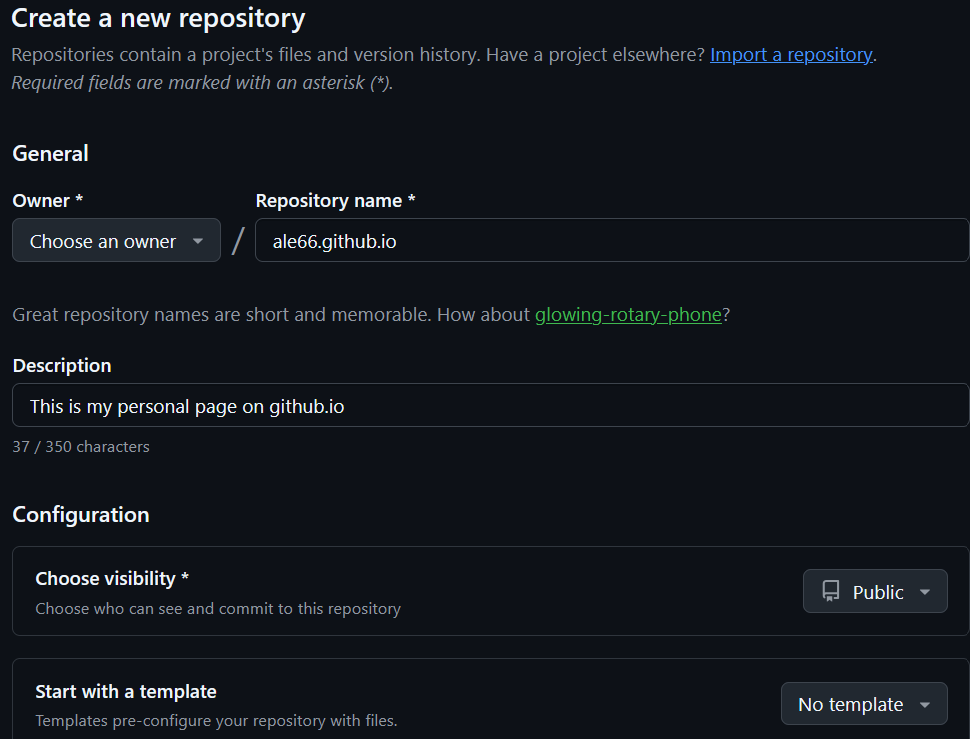 Create a new repository
Repositories contain a project's files and version history. Have a project elsewhere? Import a repository.
Required fields are marked with an asterisk (*).
General
Owner * Repository name *
Choose an owner / ale66.github.io
Great repository names are short and memorable. How about glowing-rotary-phone?
Description
This is my personal page on github.io
37 / 350 characters
Configuration
Choose visibility *
Choose who can see and commit to this repository
Public
Start with a template
Templates pre-configure your repository with files.
No template